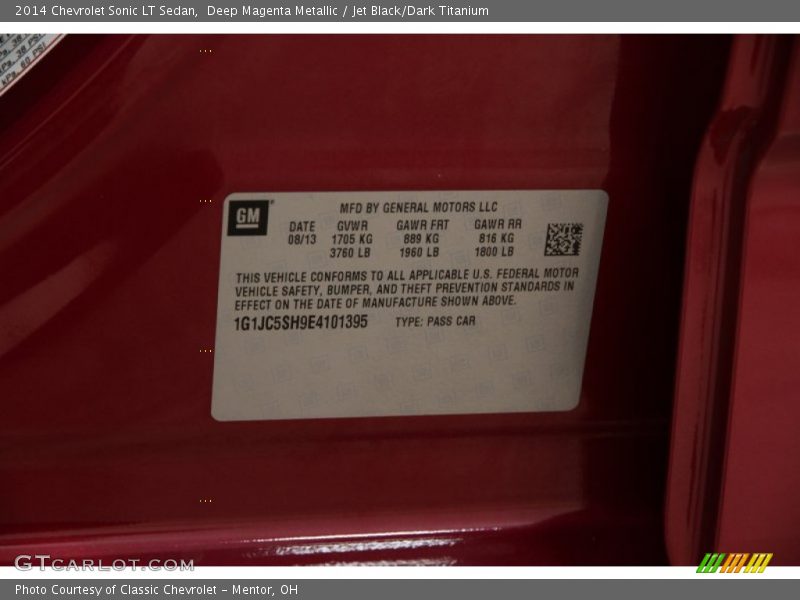 2014 Chevrolet Sonic LT Sedan,  Deep Magenta Metallic / Jet Black/Dark Titanium
kPa, 60 PSI
GM
MFD BY GENERAL MOTORS LLC
DATE GVWR GAWR FRT GAWR RR
08/13 1705 KG 889 KG 816 KG
3760 LB 1960 LB 1800 LB
THIS VEHICLE CONFORMS TO ALL APPLICABLE U.S. FEDERAL MOTOR
VEHICLE SAFETY, BUMPER, AND THEFT PREVENTION STANDARDS IN
EFFECT ON THE DATE OF MANUFACTURE SHOWN ABOVE.
1G1JC5SH9E4101395 TYPE: PASS CAR
GTCARLOT.COM
Photo Courtesy of Classic Chevrolet – Mentor, OH